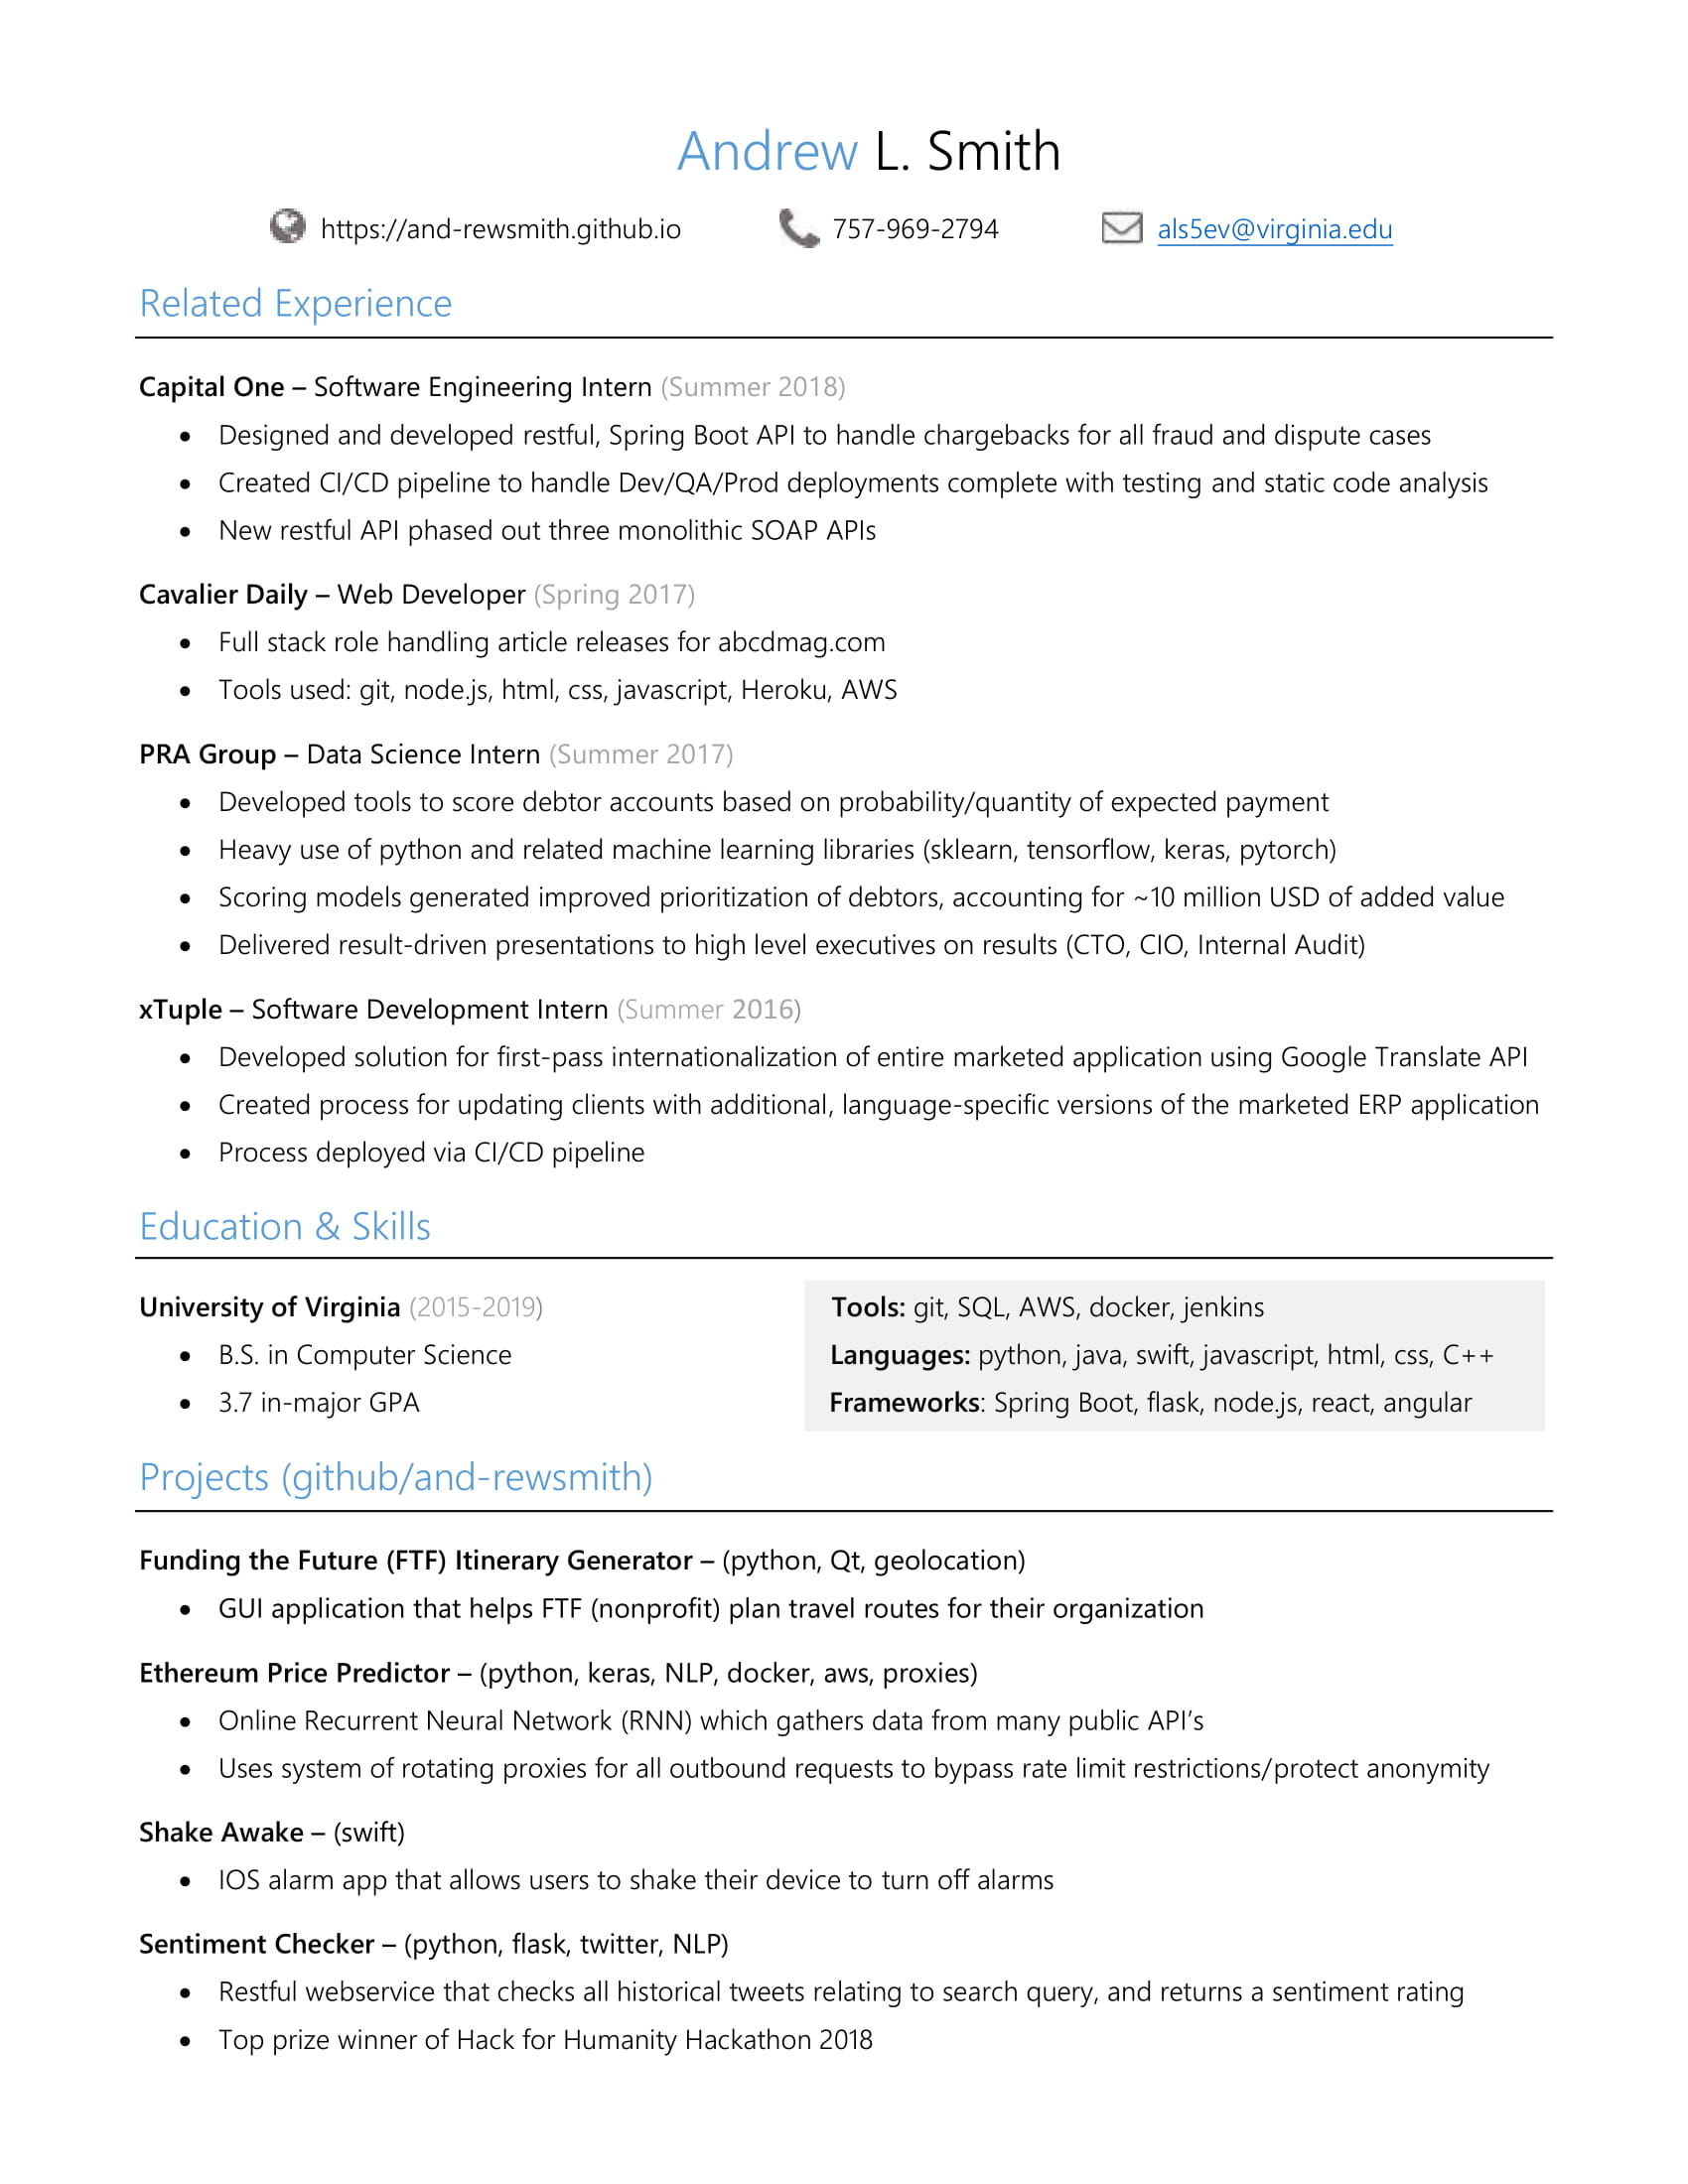 Andrew L. Smith
https://and-rewsmith.github.io 757-969-2794 als5ev@virginia.edu
Related Experience
Capital One – Software Engineering Intern (Summer 2018)
• Designed and developed restful, Spring Boot API to handle chargebacks for all fraud and dispute cases
• Created CI/CD pipeline to handle Dev/QA/Prod deployments complete with testing and static code analysis
• New restful API phased out three monolithic SOAP APIs
Cavalier Daily – Web Developer (Spring 2017)
• Full stack role handling article releases for abcdmag.com
• Tools used: git, node.js, html, css, javascript, Heroku, AWS
PRA Group – Data Science Intern (Summer 2017)
• Developed tools to score debtor accounts based on probability/quantity of expected payment
• Heavy use of python and related machine learning libraries (sklearn, tensorflow, keras, pytorch)
• Scoring models generated improved prioritization of debtors, accounting for ~10 million USD of added value
• Delivered result-driven presentations to high level executives on results (CTO, CIO, Internal Audit)
xTuple – Software Development Intern (Summer 2016)
• Developed solution for first-pass internationalization of entire marketed application using Google Translate API
• Created process for updating clients with additional, language-specific versions of the marketed ERP application
• Process deployed via CI/CD pipeline
Education & Skills
University of Virginia (2015-2019)
• B.S. in Computer Science
• 3.7 in-major GPA
Tools: git, SQL, AWS, docker, jenkins
Languages: python, java, swift, javascript, html, css, C++
Frameworks: Spring Boot, flask, node.js, react, angular
Projects (github/and-rewsmith)
Funding the Future (FTF) Itinerary Generator – (python, Qt, geolocation)
• GUI application that helps FTF (nonprofit) plan travel routes for their organization
Ethereum Price Predictor – (python, keras, NLP, docker, aws, proxies)
• Online Recurrent Neural Network (RNN) which gathers data from many public API’s
• Uses system of rotating proxies for all outbound requests to bypass rate limit restrictions/protect anonymity
Shake Awake – (swift)
• IOS alarm app that allows users to shake their device to turn off alarms
Sentiment Checker – (python, flask, twitter, NLP)
• Restful webservice that checks all historical tweets relating to search query, and returns a sentiment rating
• Top prize winner of Hack for Humanity Hackathon 2018